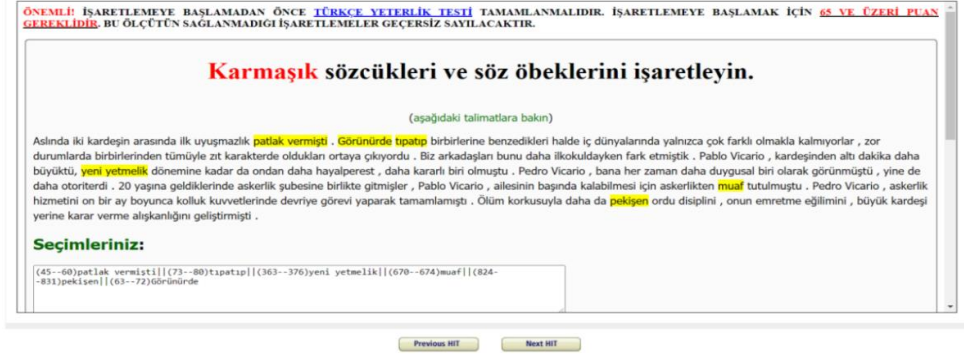 ÖNEMLİ! İŞARETLEMEYE BAŞLAMADAN ÖNCE TÜRKÇE YETERLİK TESTİ TAMAMLANMALIDIR. İŞARETLEMEYE BAŞLAMAK İÇİN 65 VE ÜZERİ PUAN
GEREKLİDİR. BU ÖLÇÜTÜN SAĞLANMADIGI İŞARETLEMELER GEÇERSİZ SAYILACAKTIR.
Karmaşık sözcükleri ve söz öbeklerini işaretleyin.
(aşağıdaki talimatlara bakın)
Aslında iki kardeşin arasında ilk uyuşmazlık patlak vermişti . Görünürde tıpatıp birbirlerine benzedikleri halde iç dünyalarında yalnızca çok farklı olmakla kalmıyorlar , zor
durumlarda birbirlerinden tümüyle zıt karakterde oldukları ortaya çıkıyordu . Biz arkadaşları bunu daha ilkokuldayken fark etmiştik . Pablo Vicario , kardeşinden altı dakika daha
büyüktü, yeni yetmelik dönemine kadar da ondan daha hayalperest , daha kararlı biri olmuştu . Pedro Vicario , bana her zaman daha duygusal biri olarak görünmüştü , yine de
daha otoriterdi . 20 yaşına geldiklerinde askerlik şubesine birlikte gitmişler , Pablo Vicario , ailesinin başında kalabilmesi için askerlikten muaf tutulmuştu . Pedro Vicario , askerlik
hizmetini on bir ay boyunca kolluk kuvvetlerinde devriye görevi yaparak tamamlamıştı . Ölüm korkusuyla daha da pekişen ordu disiplini , onun emretme eğilimini , büyük kardeşi
yerine karar verme alışkanlığını geliştirmişti .
Seçimleriniz:
(45--60)patlak vermişti||(73--80)tıpatıp||(363--376)yeni yetmelik||(670--674)muaf||(824-
-831)pekişen||(63--72)Görünürde
Previous HIT Next HIT